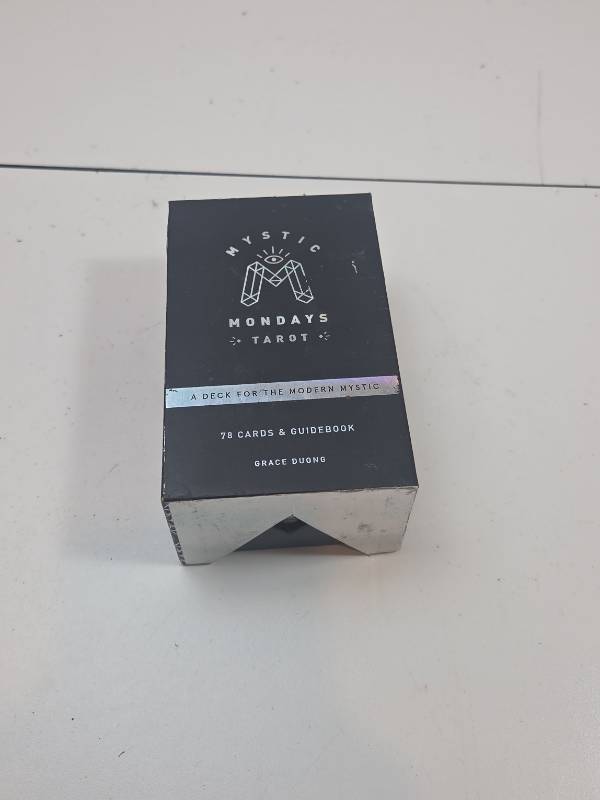 MYSTIC
M
MONDAYS
TAROT
A DECK FOR THE MODERN MYSTIC
78 CARDS & GUIDEBOOK
GRACE DUONG